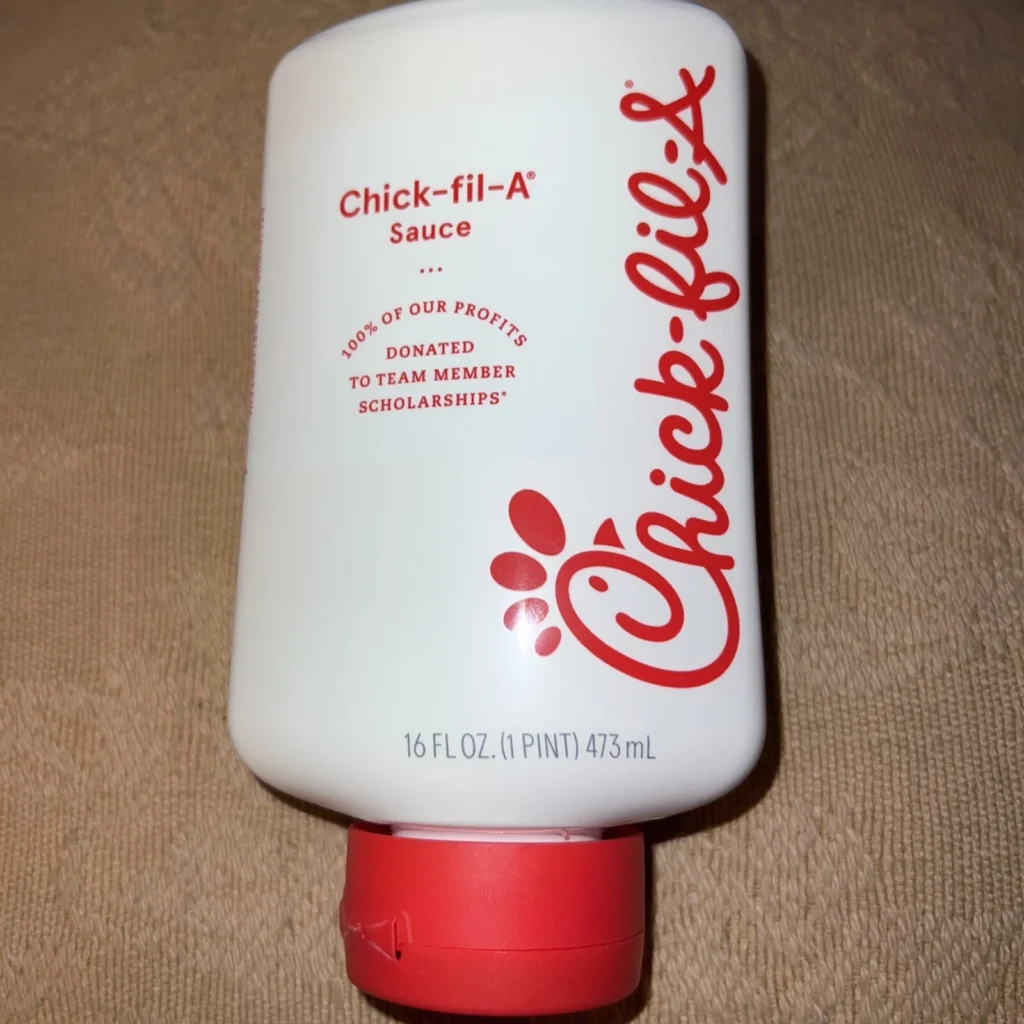 Chick-fil-A®
Sauce
...
100% OF OUR PROFITS
DONATED
TO TEAM MEMBER
SCHOLARSHIPS*
Chick-fil-A®
16 FL OZ. (1 PINT) 473 mL